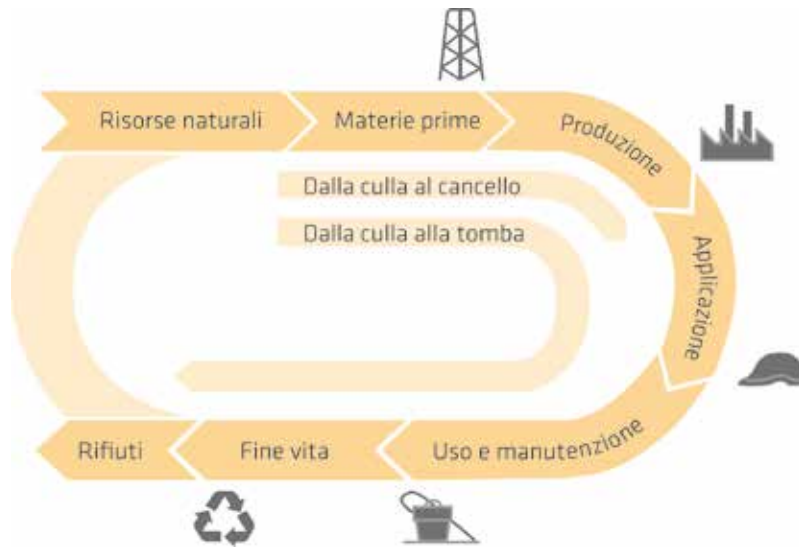 Risorse naturali
Materie prime
Produzione
Dalla culla al cancello
Dalla culla alla tomba
Applicazione
Uso e manutenzione
Fine vita
Rifiuti